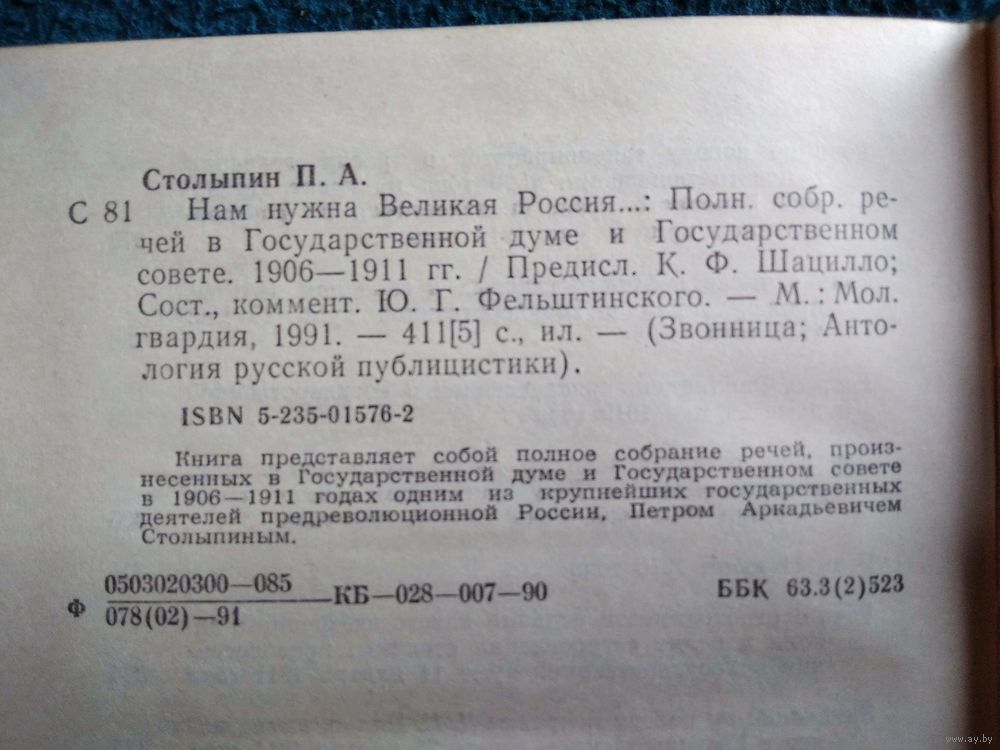 Столыпин П. А.
С 81 Нам нужна Великая Россия...: Полн. собр. ре-
чей в Государственной думе и Государственном
совете. 1906—1911 гг. / Предисл. К. Ф. Шацилло;
Сост., коммент. Ю. Г. Фельштинского. — М. : Мол.
гвардия, 1991. — 411[5] с., ил. — (Звонница; Анто-
логия русской публицистики).
ISBN 5-235-01576-2
Книга представляет собой полное собрание речей, произ-
несенных в Государственной думе и Государственном совете
в 1906—1911 годах одним из крупнейших государственных
деятелей предреволюционной России, Петром Аркадьевичем
Столыпиным.
0503020300—085
Ф КБ—028—007—90 ББК 63.3(2)523
078(02)—91
www.ay.by